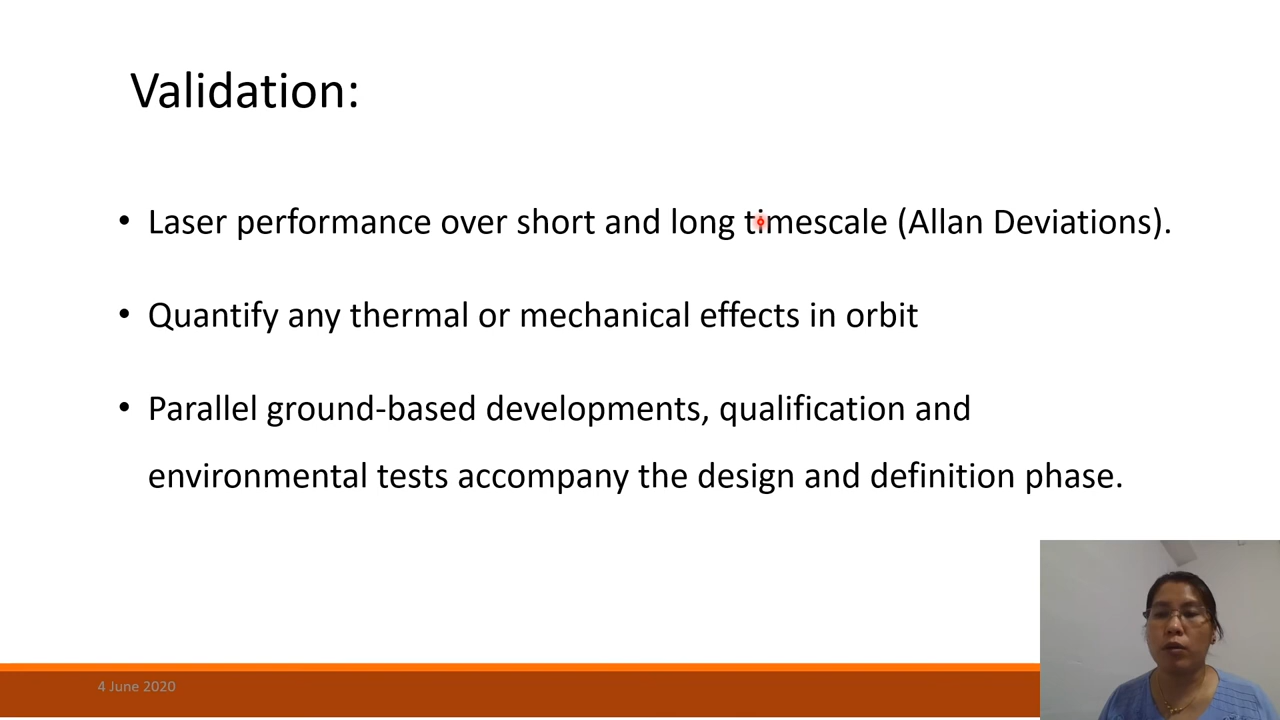 Validation:
• Laser performance over short and long timescale (Allan Deviations).
• Quantify any thermal or mechanical effects in orbit
• Parallel ground-based developments, qualification and
environmental tests accompany the design and definition phase.
4 June 2020